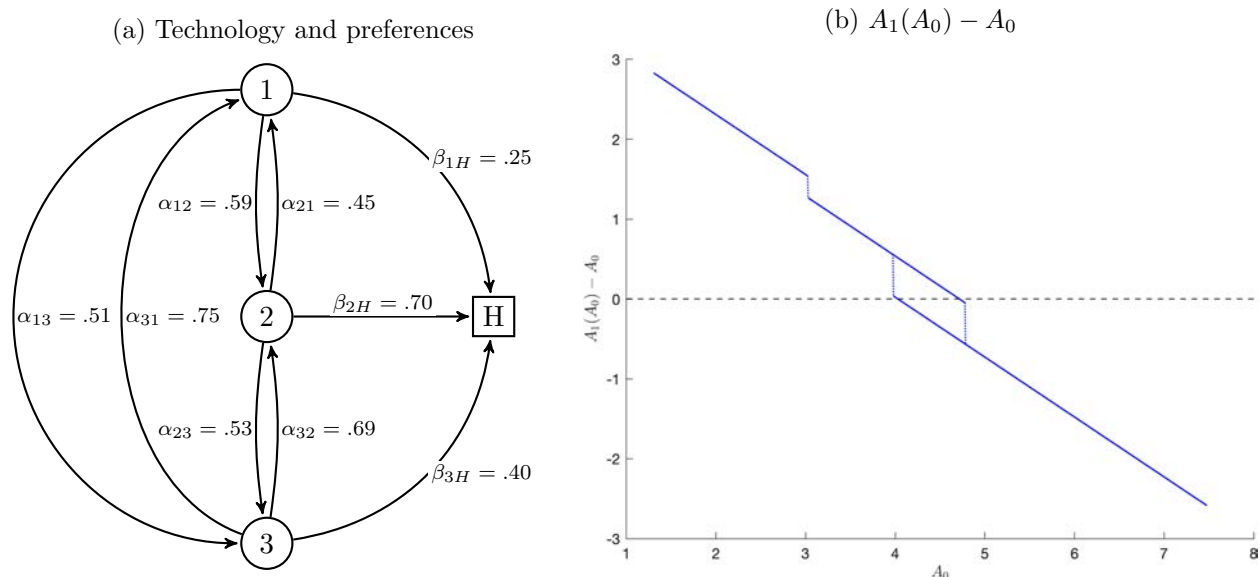 (a) Technology and preferences
1
β1H = .25
α12 = .59
α21 = .45
α13 = .51
α31 = .75
2
β2H = .70
H
α23 = .53
α32 = .69
β3H = .40
3
(b) A1(A0) − A0
A1(A0) − A0
3
2
1
0
-1
-2
-3
1 2 3 4 5 6 7 8
A0